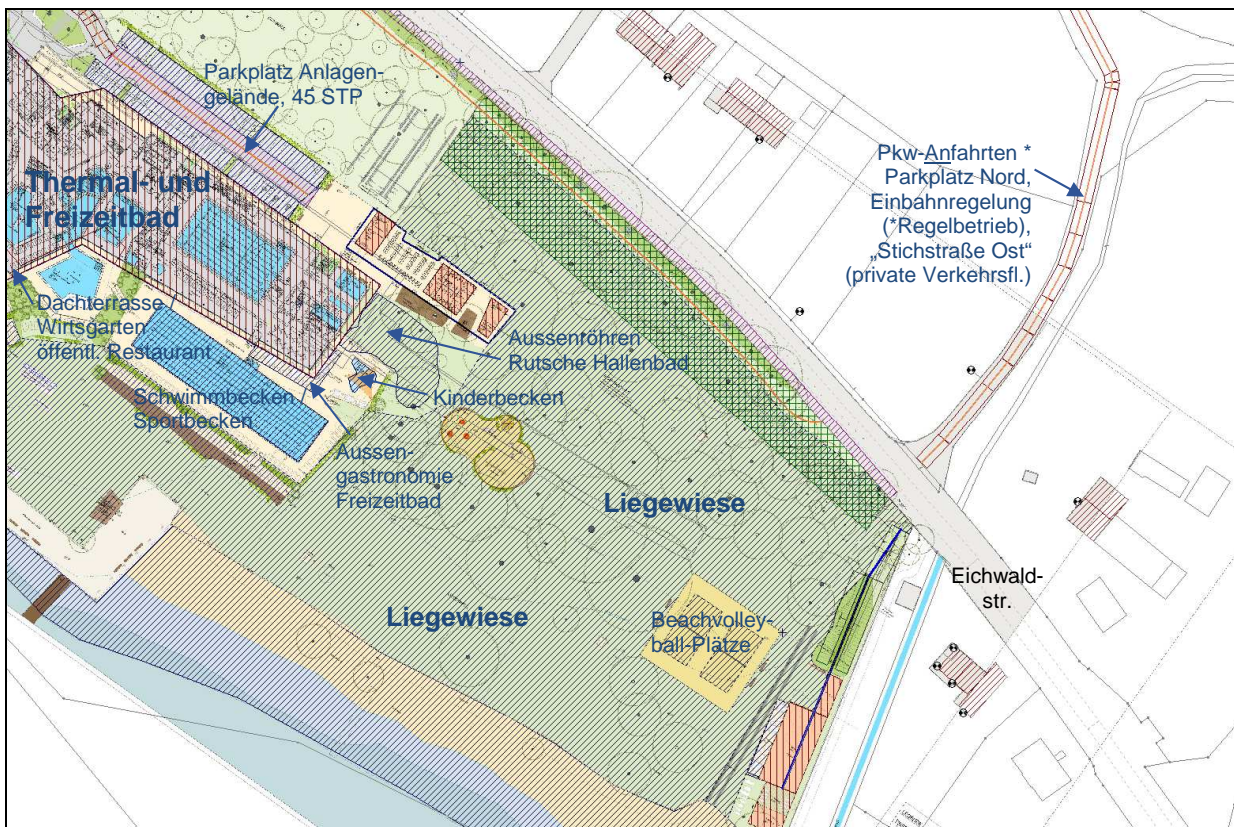 Parkplatz Anlagen-
gelände, 45 STP
Thermal- und
Freizeitbad
Pkw-Anfahrten *
Parkplatz Nord,
Einbahnregelung
(*Regelbetrieb),
„Stichstraße Ost“
(private Verkehrsfl.)
Dachterrasse /
Wirtsgarten
öffentl. Restaurant
Aussenröhren
Rutsche Hallenbad
Schwimmbecken /
Sportbecken
Kinderbecken
Aussen-
gastronomie
Freizeitbad
Liegewiese
Eichwald-
str.
Liegewiese
Beachvolley-
ball-Plätze